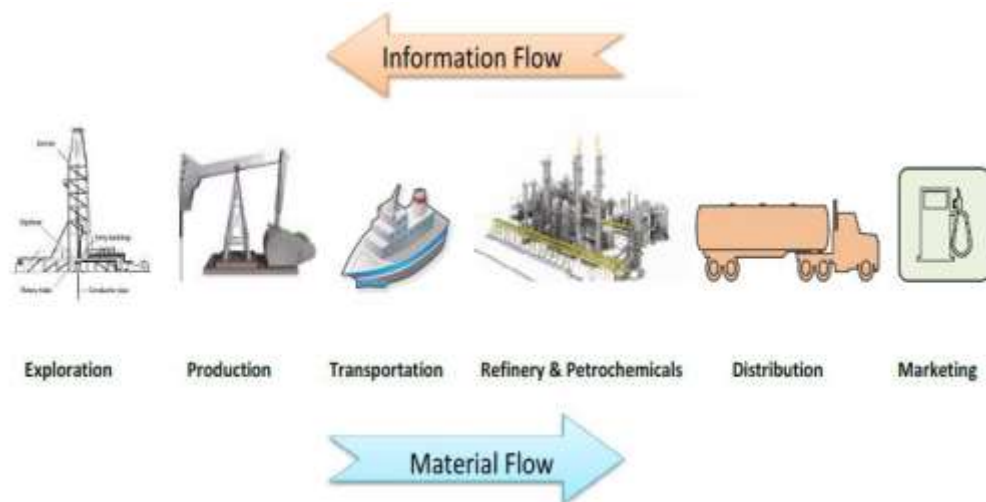 Information Flow
Exploration
Production
Transportation
Refinery & Petrochemicals
Distribution
Marketing
Material Flow